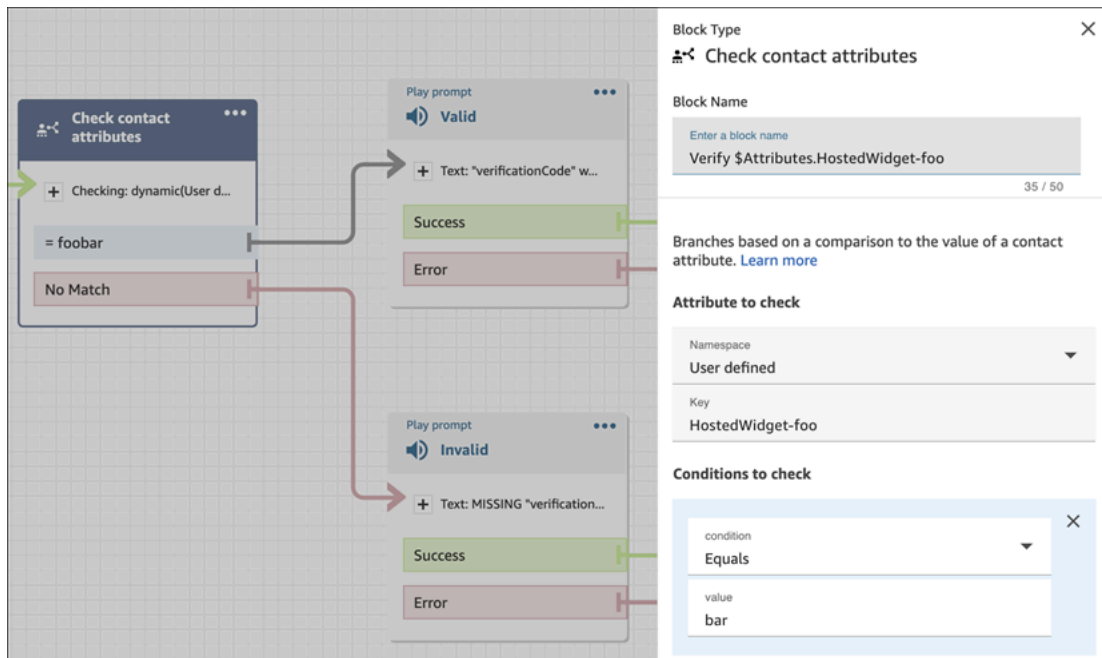 Check contact
attributes
Checking: dynamic(User d...
= foobar
No Match
Play prompt
Valid
Text: "verificationCode" w...
Success
Error
Play prompt
Invalid
Text: MISSING "verification...
Success
Error
Block Type
Check contact attributes
Block Name
Enter a block name
Verify $Attributes.HostedWidget-foo
35 / 50
Branches based on a comparison to the value of a contact
attribute. Learn more
Attribute to check
Namespace
User defined
Key
HostedWidget-foo
Conditions to check
condition
Equals
value
bar